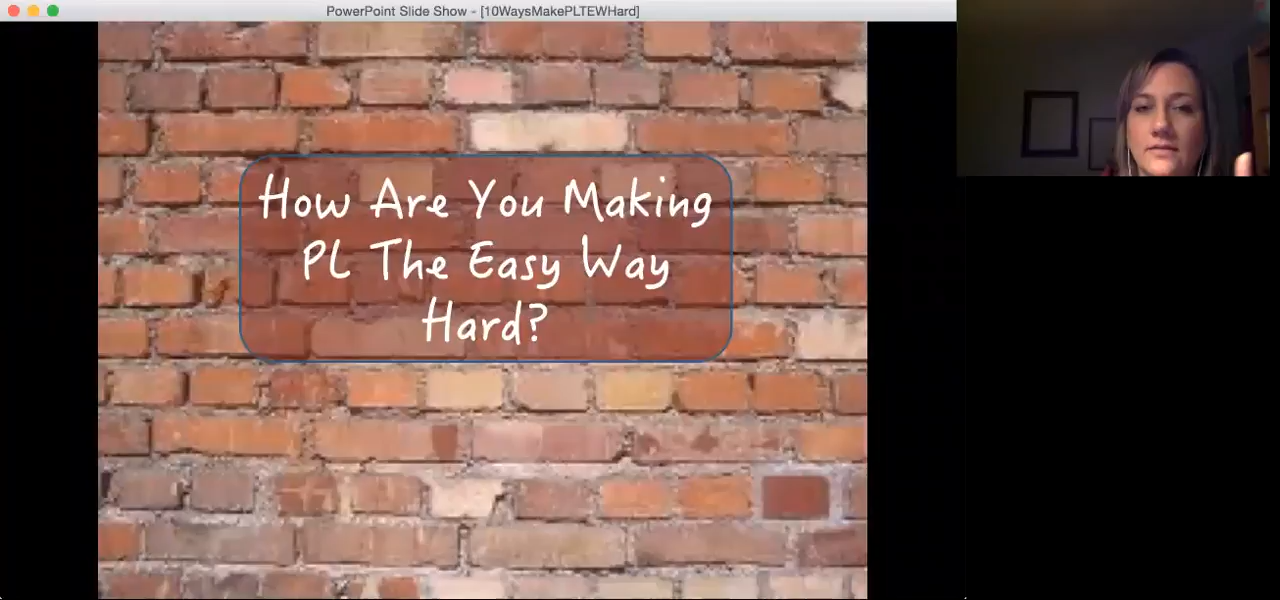 PowerPoint Slide Show - [10WaysMakePLTEWHard]
How Are You Making
PL The Easy Way
Hard?